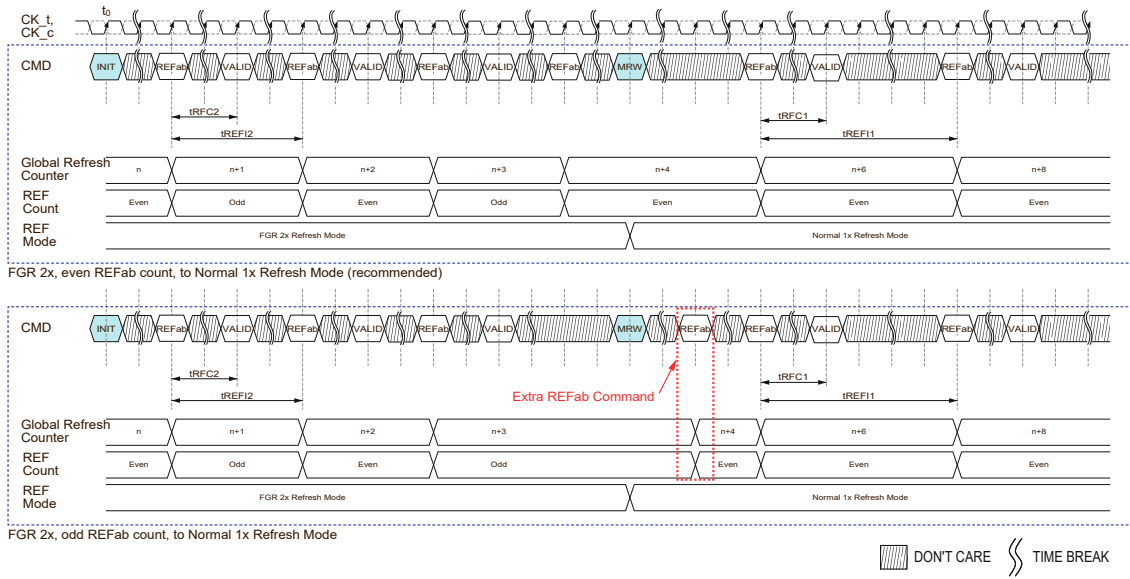 t0
CK_t,
CK_c
CMD INIT REFab VALID REFab VALID REFab VALID REFab MRW REFab VALID REFab VALID
tRFC2 tRFC1
tREFI2 tREFI1
Global Refresh
Counter n n+1 n+2 n+3 n+4 n+6 n+8
REF
Count Even Odd Even Odd Even Even Even
REF
Mode FGR 2x Refresh Mode Normal 1x Refresh Mode
FGR 2x, even REFab count, to Normal 1x Refresh Mode (recommended)
CMD INIT REFab VALID REFab VALID REFab VALID MRW REFab REFab VALID REFab VALID
tRFC2 tRFC1
tREFI2 Extra REFab Command tREFI1
Global Refresh
Counter n n+1 n+2 n+3 n+4 n+6 n+8
REF
Count Even Odd Even Odd Even Even Even
REF
Mode FGR 2x Refresh Mode Normal 1x Refresh Mode
FGR 2x, odd REFab count, to Normal 1x Refresh Mode
DON'T CARE TIME BREAK